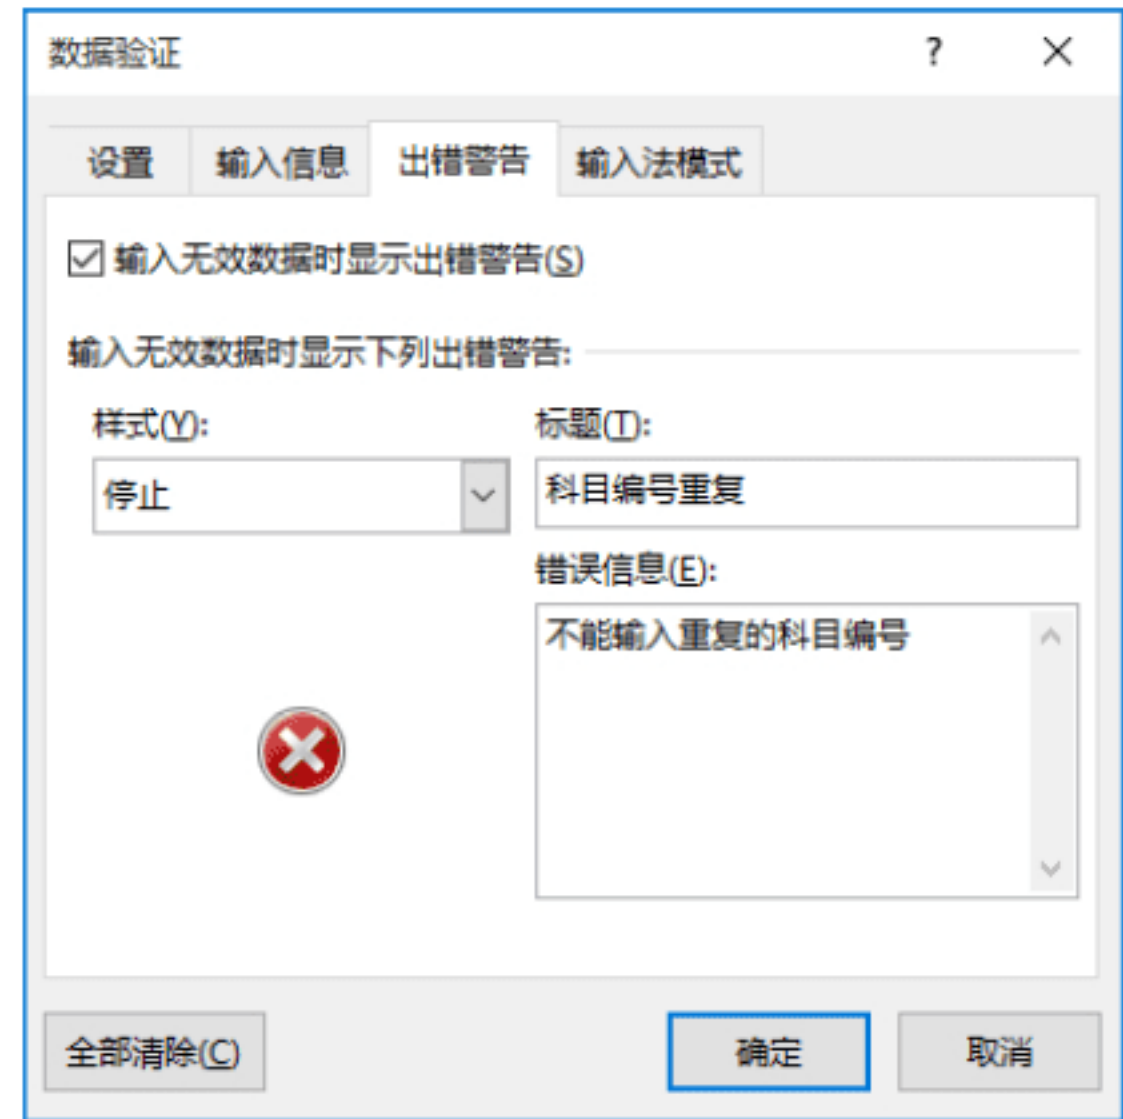 数据验证 ?
设置 输入信息 出错警告 输入法模式
输入无效数据时显示出错警告(S)
输入无效数据时显示下列出错警告:
样式(Y): 标题(T):
停止 科目编号重复
错误信息(E):
不能输入重复的科目编号
全部清除(C) 确定 取消